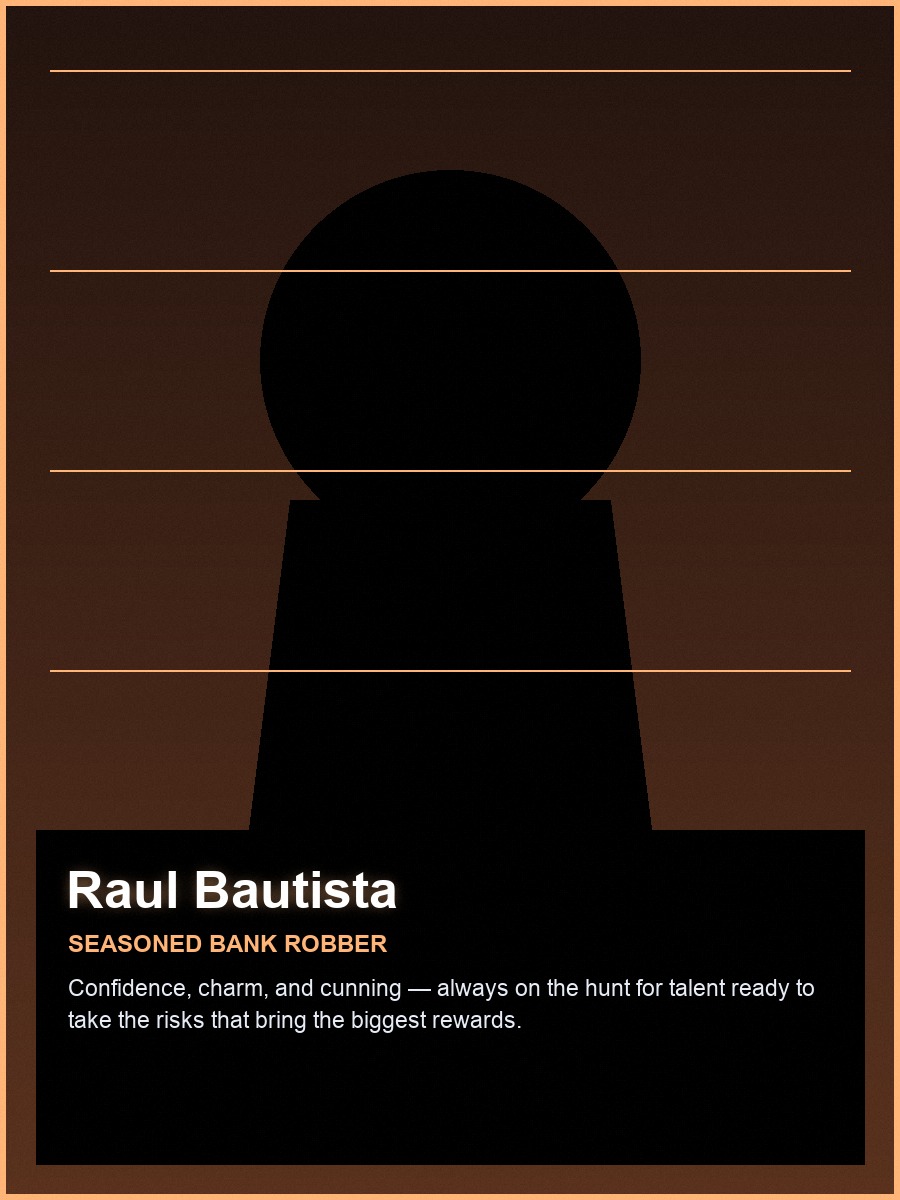 Raul Bautista
SEASONED BANK ROBBER
Confidence, charm, and cunning — always on the hunt for talent ready to
take the risks that bring the biggest rewards.